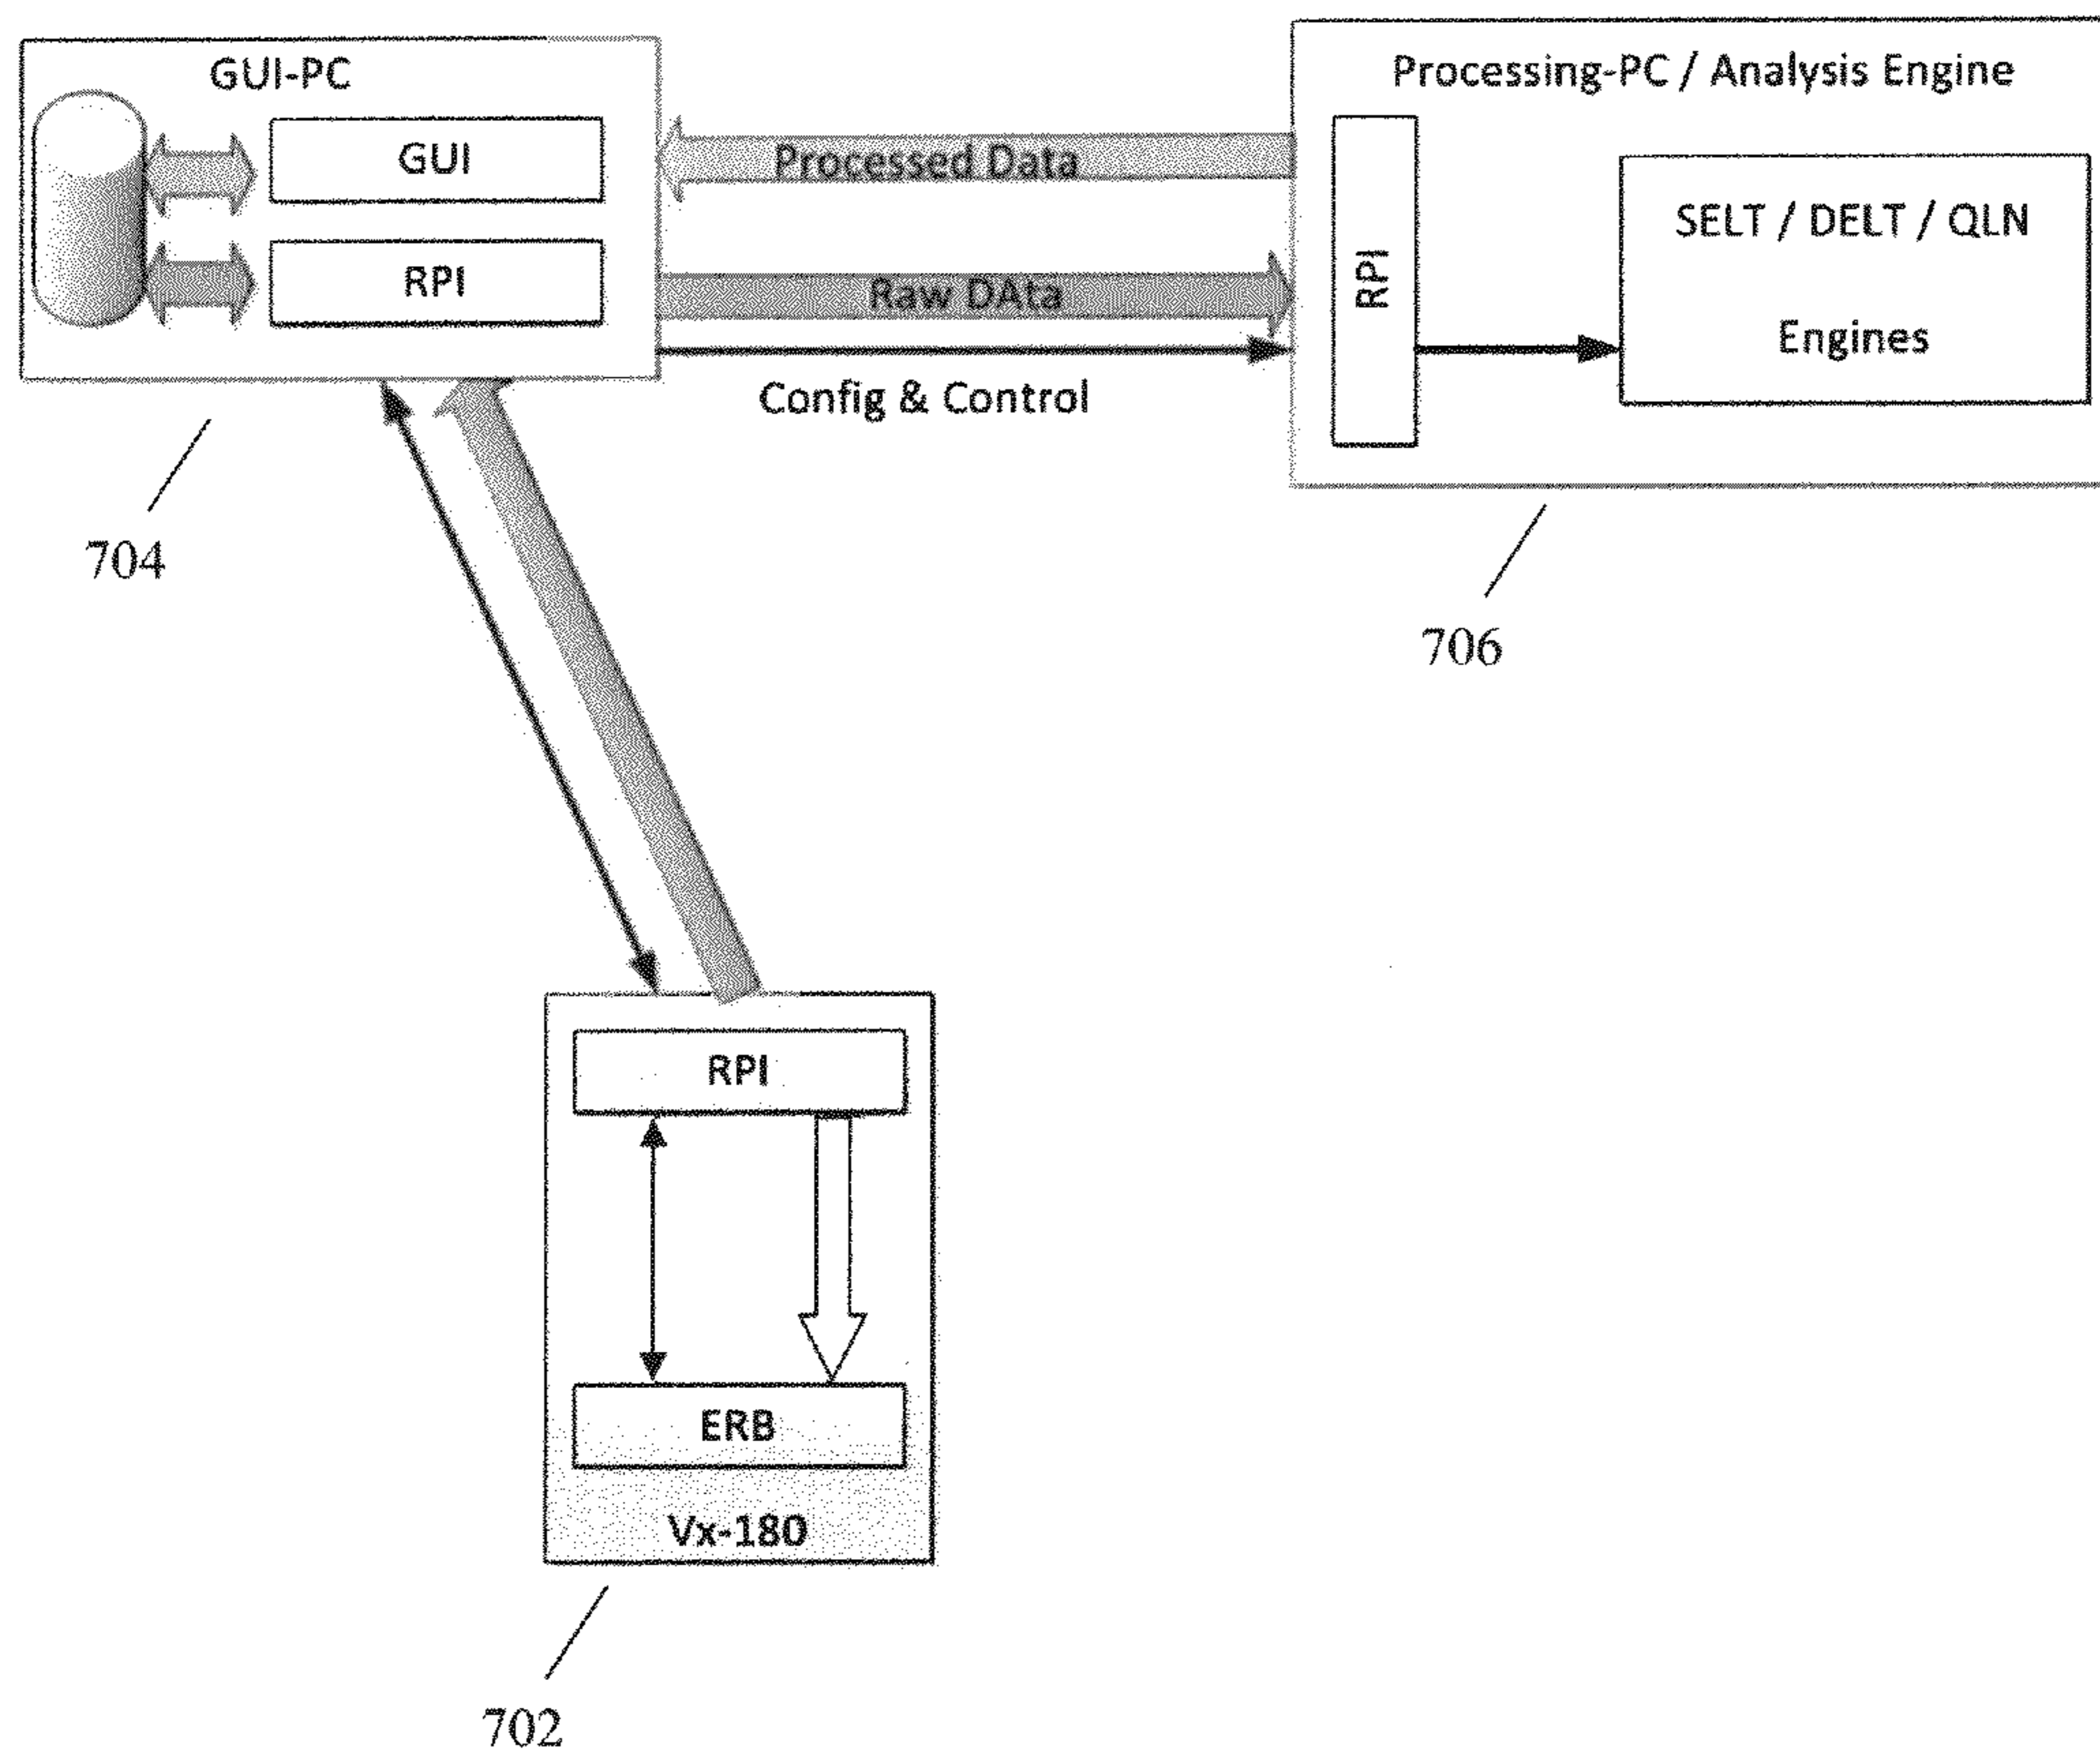 GUI-PC
GUI
RPI
Processed Data
Raw DAta
Config & Control
Processing-PC / Analysis Engine
RPI
SELT / DELT / QLN
Engines
704
706
RPI
ERB
Vx-180
702